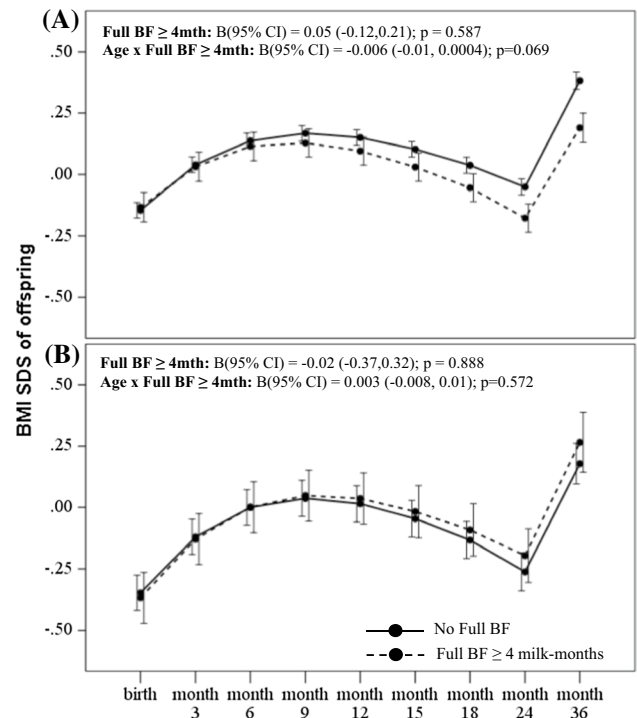 (A)
Full BF ≥ 4mth: B(95% CI) = 0.05 (-0.12,0.21); p = 0.587
Age x Full BF ≥ 4mth: B(95% CI) = -0.006 (-0.01, 0.0004); p=0.069
.50
.25
.00
-.25
-.50
BMI SDS of offspring
(B)
Full BF ≥ 4mth: B(95% CI) = -0.02 (-0.37,0.32); p = 0.888
Age x Full BF ≥ 4mth: B(95% CI) = 0.003 (-0.008, 0.01); p=0.572
.50
.25
.00
-.25
-.50
No Full BF
Full BF ≥ 4 milk-months
birth month month month month month month month month
3 6 9 12 15 18 24 36